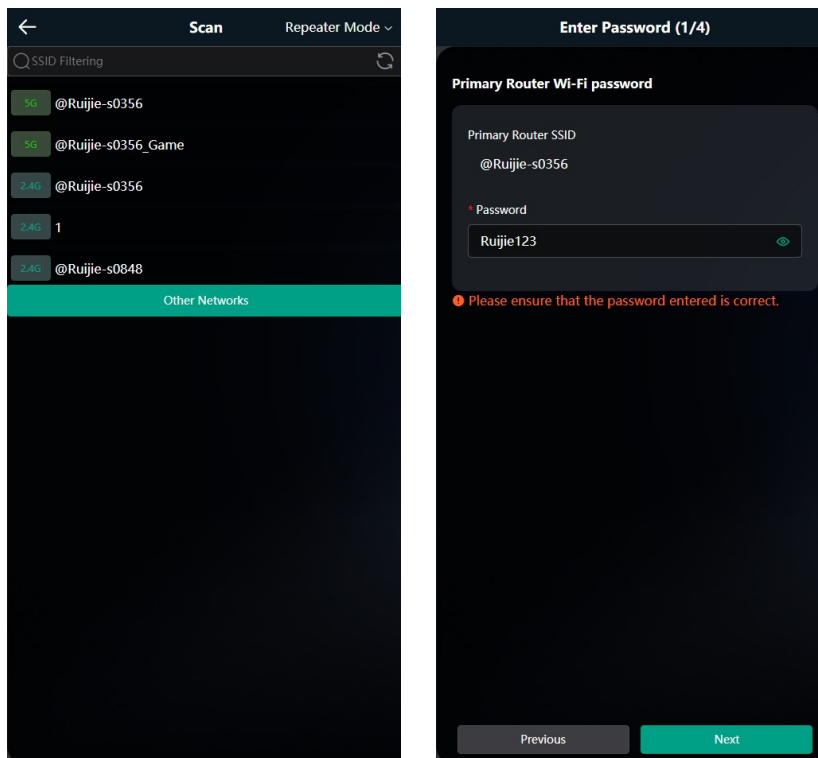 Scan
Repeater Mode
SSID Filtering
5G @Ruijie-s0356
5G @Ruijie-s0356_Game
2.4G @Ruijie-s0356
2.4G 1
2.4G @Ruijie-s0848
Other Networks
Enter Password (1/4)
Primary Router Wi-Fi password
Primary Router SSID
@Ruijie-s0356
* Password
Ruijie123
Please ensure that the password entered is correct.
Previous
Next